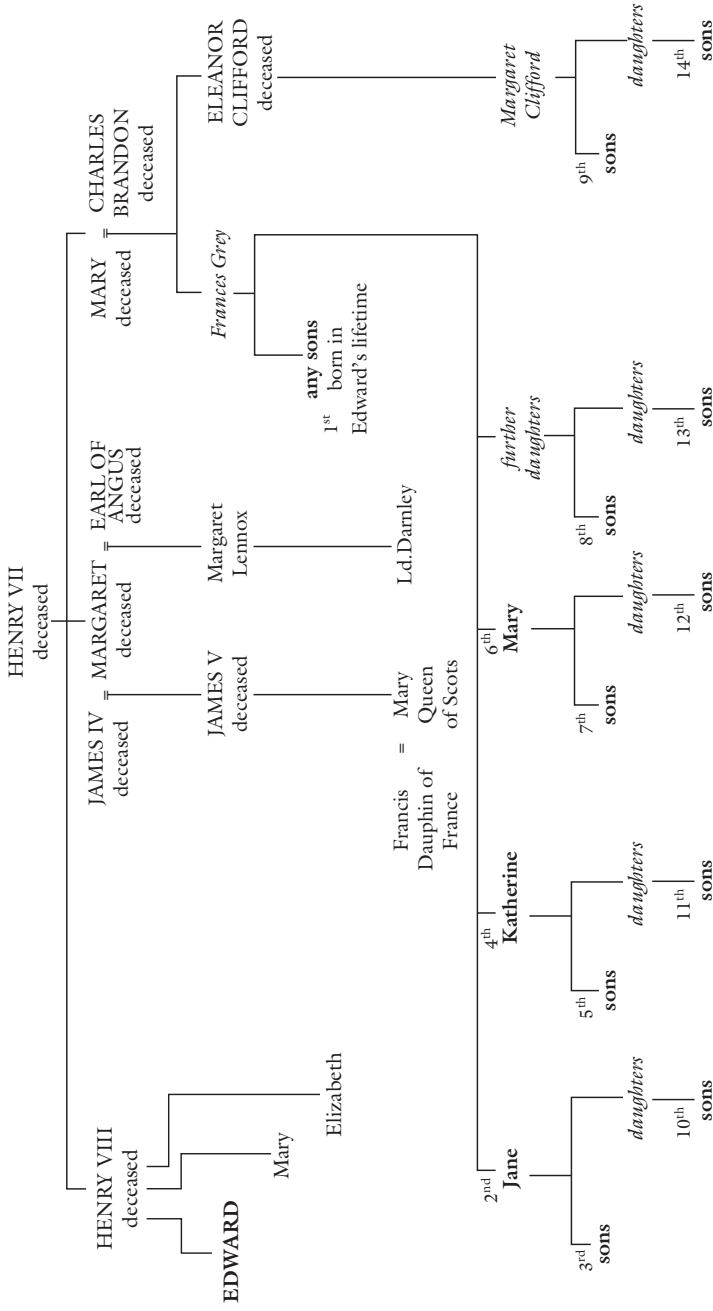 HENRY VII
deceased
HENRY VIII
deceased
JAMES IV
deceased
=
MARGARET
deceased
=
EARL OF
ANGUS
deceased
MARY
deceased
=
CHARLES
BRANDON
deceased
EDWARD
Mary
Elizabeth
JAMES V
deceased
Margaret
Lennox
Frances Grey
ELEANOR
CLIFFORD
deceased
any sons
1st born in
Edward's lifetime
Francis
Dauphin of
France
=
Mary
Queen
of Scots
Ld.Darnley
2nd
Jane
4th
Katherine
6th
Mary
further
daughters
Margaret
Clifford
3rd
sons
daughters
10th
sons
5th
sons
daughters
11th
sons
7th
sons
daughters
12th
sons
8th
sons
daughters
13th
sons
9th
sons
daughters
14th
sons